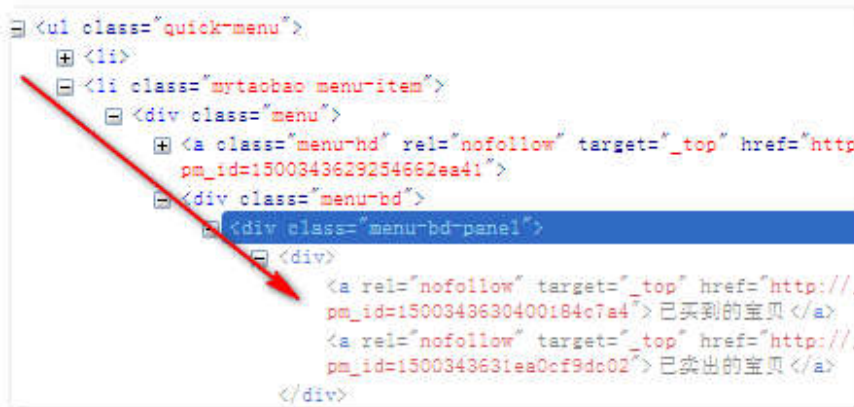 <ul class="quick-menu">
<li>
<li class="mytaobao menu-item">
<div class="menu">
<a class="menu-hd" rel="nofollow" target="_top" href="http
pm_id=1500343629254662ea41">
<div class="menu-bd">
<div class="menu-bd-panel">
<div>
<a rel="nofollow" target="_top" href="http://
pm_id=1500343630400184c7a4">已买到的宝贝</a>
<a rel="nofollow" target="_top" href="http://
pm_id=1500343631ea0cf9dc02">已卖出的宝贝</a>
</div>